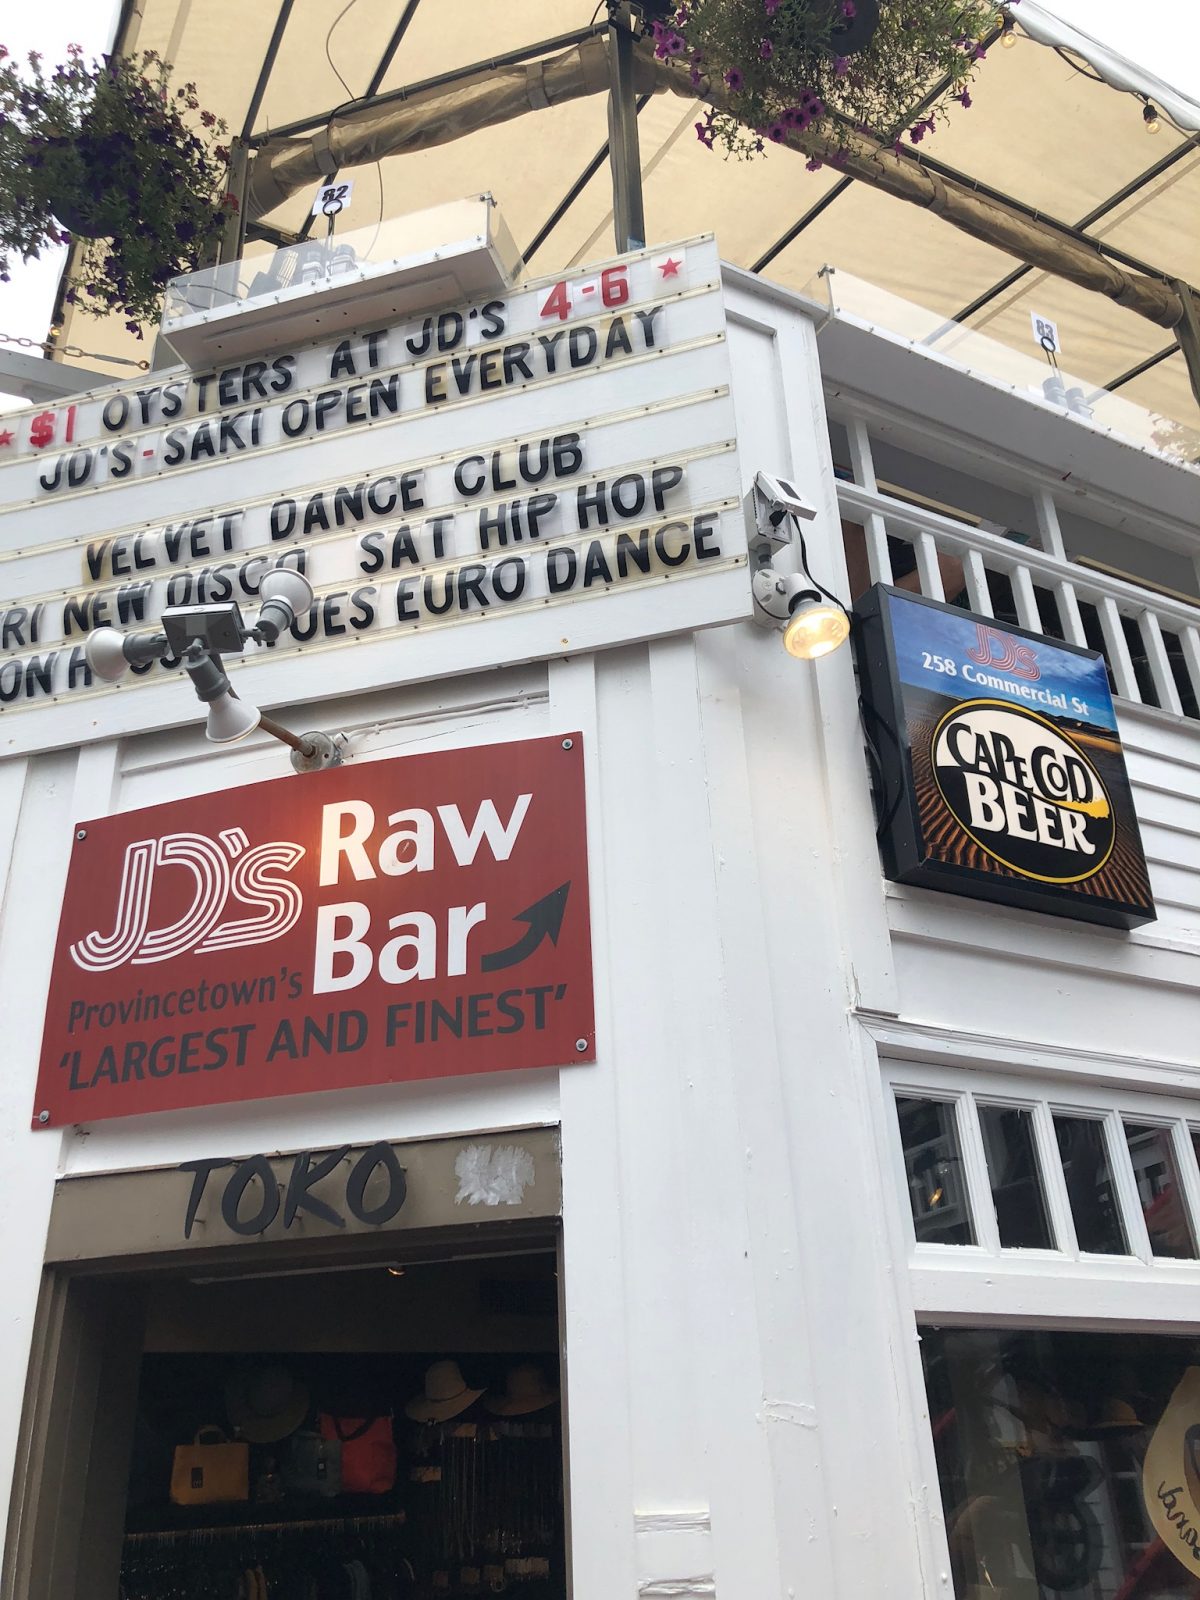 82
83
$1 OYSTERS AT JD'S 4-6
JD'S-SAKI OPEN EVERYDAY
VELVET DANCE CLUB
FRI NEW DISCO SAT HIP HOP
EURO DANCE
JD's
258 Commercial St
CAPE COD
BEER
JD's Raw
Bar
Provincetown's
'LARGEST AND FINEST'
TOKO